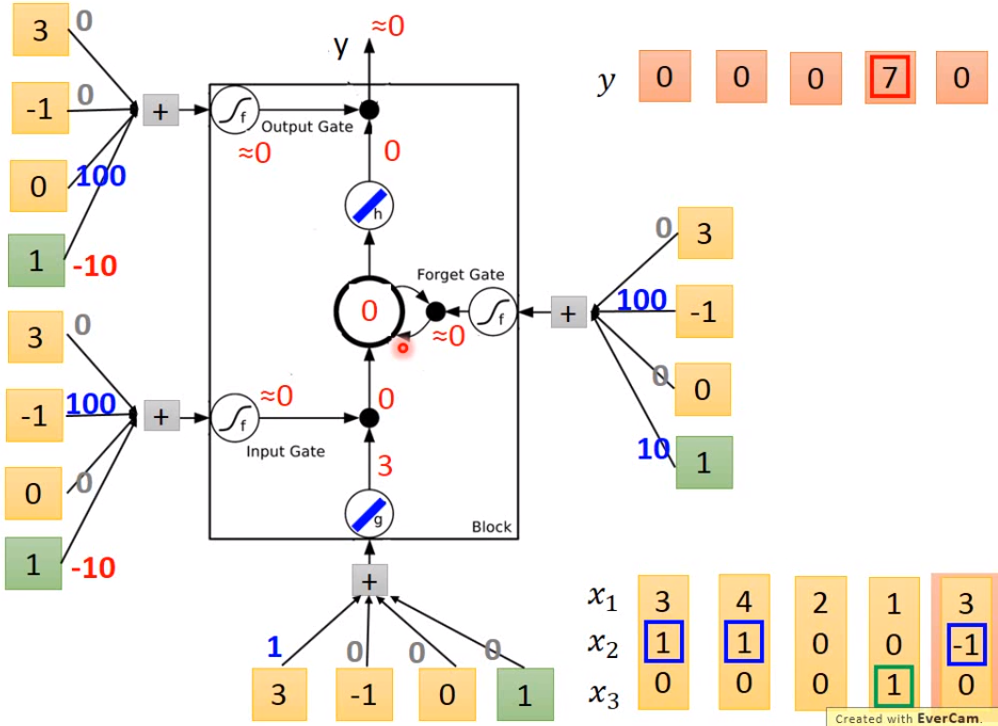 3 0
-1 0
0 100
1 -10
+
y ≈0
f Output Gate
≈0
0
h
Forget Gate
0
≈0
f
+
0 3
100 -1
0 0
10 1
3 0
-1 100
0 0
1 -10
+
f Input Gate
≈0
0
3
g
Block
+
1 0 0 0
3 -1 0 1
y 0 0 0 7 0
x₁ 3 4 2 1 3
x₂ 1 1 0 0 -1
x₃ 0 0 0 1 0
Created with EverCam.